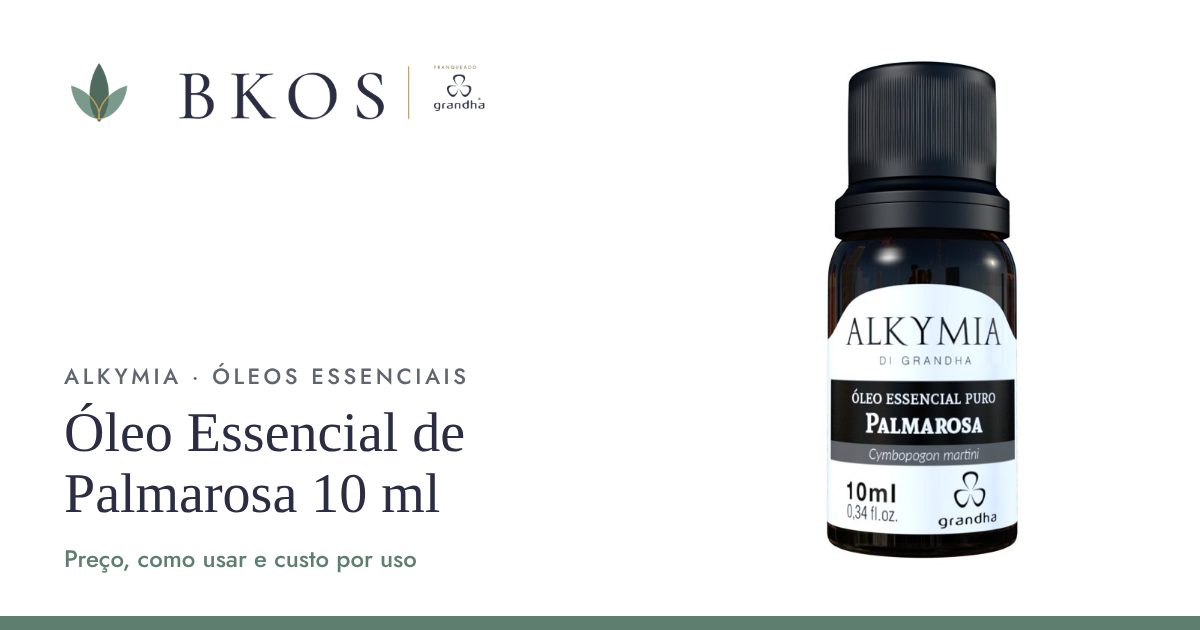 BKOS
FRANQUEADO
grandha
ALKYMIA · ÓLEOS ESSENCIAIS
Óleo Essencial de
Palmarosa 10 ml
Preço, como usar e custo por uso
ALKYMIA
DI GRANDHA
ÓLEO ESSENCIAL PURO
PALMAROSA
Cymbopogon martini
10ml
0,34 fl.oz.
grandha